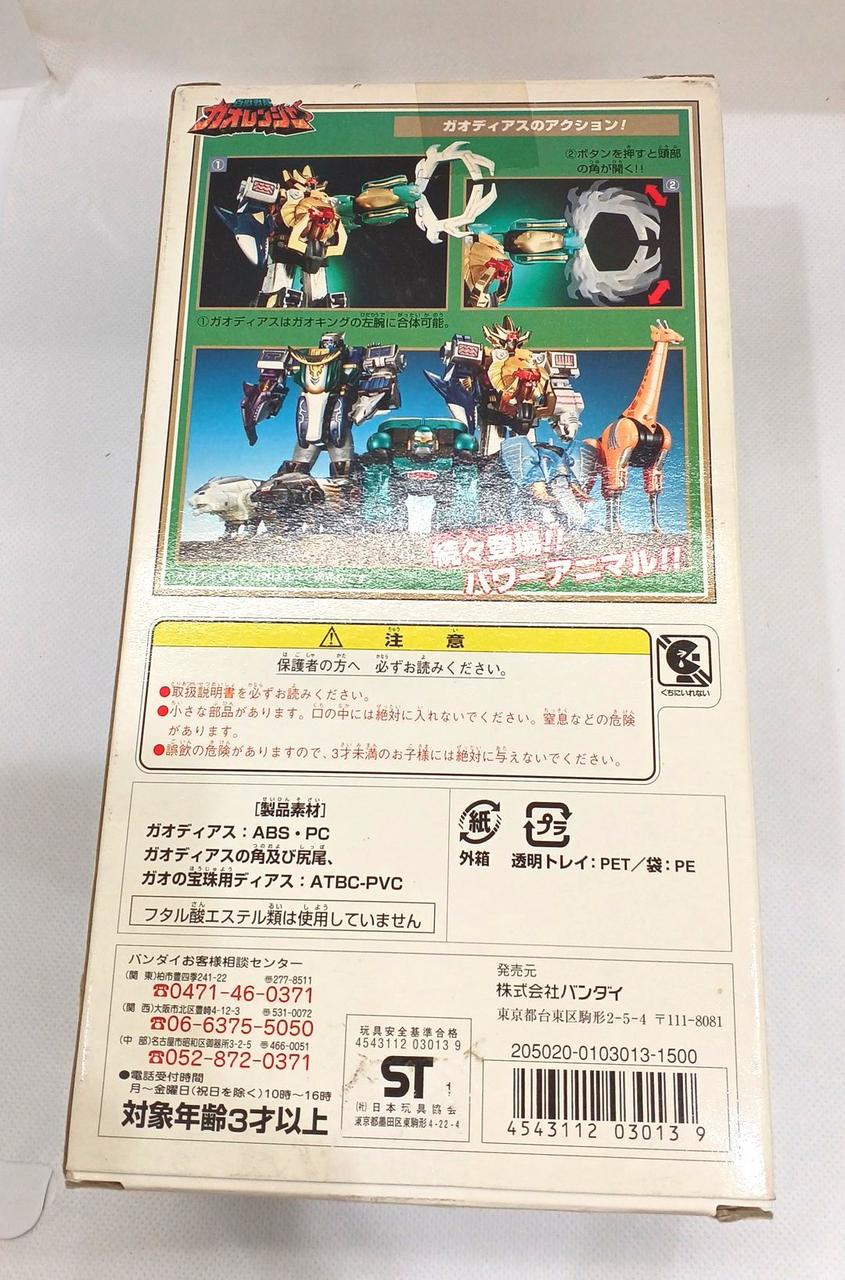 百獣戦隊
ガオレンジャー
ガオディアスのアクション!
①
②ボタンを押すと頭部
の角が開く!!
②
①ガオディアスはガオキングの左腕に合体可能。
続々登場!!
パワーアニマル!!
⚠ 注意
保護者の方へ 必ずお読みください。
くちにいれない
●取扱説明書を必ずお読みください。
●小さな部品があります。口の中には絶対に入れないでください。窒息などの危険
があります。
●誤飲の危険がありますので、3才未満のお子様には絶対に与えないでください。
[製品素材]
ガオディアス:ABS・PC
ガオディアスの角及び尻尾、
ガオの宝珠用ディアス:ATBC-PVC
フタル酸エステル類は使用していません
紙
外箱
プラ
透明トレイ:PET/袋:PE
バンダイお客様相談センター
(関 東)柏市豊四季241-22 〒277-8511
☎0471-46-0371
(関 西)大阪市北区豊崎4-12-3 〒531-0072
☎06-6375-5050
(中 部)名古屋市昭和区御器所3-2-5 〒466-0051
☎052-872-0371
●電話受付時間
月~金曜日(祝日を除く)10時~16時
対象年齢3才以上
玩具安全基準合格
4543112 03013 9
ST
(社)日本玩具協会
東京都墨田区東駒形4-22-4
発売元
株式会社バンダイ
東京都台東区駒形2-5-4 〒111-8081
205020-0103013-1500
4543112 03013 9